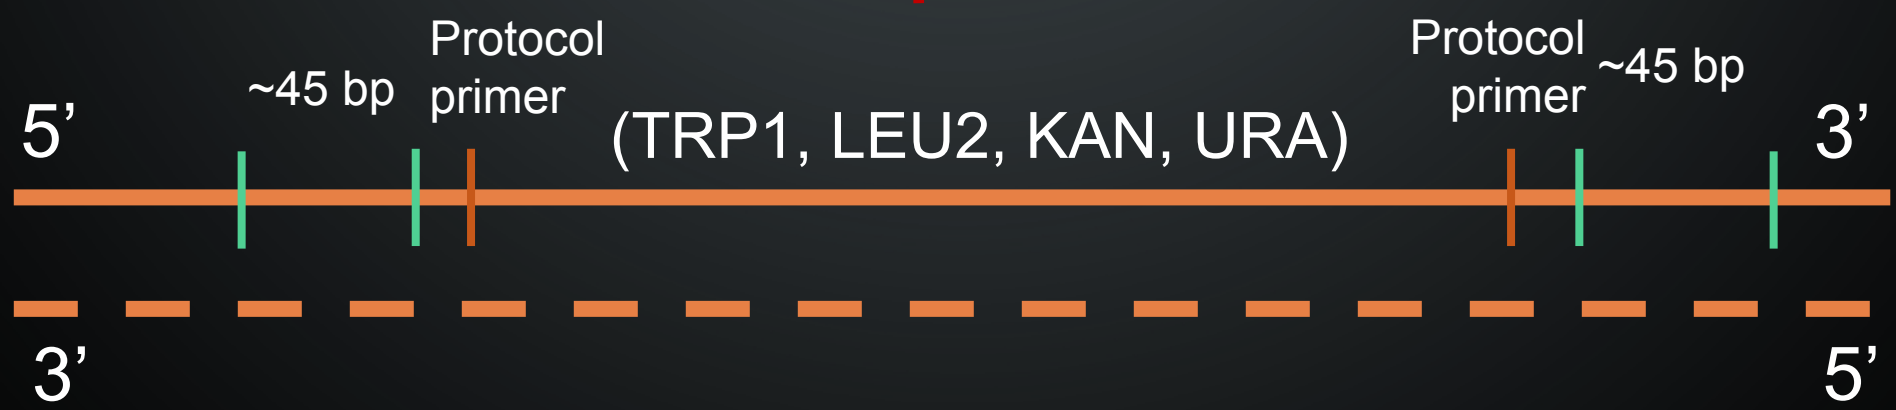 Protocol
primer
~45 bp
5’
(TRP1, LEU2, KAN, URA)
Protocol
primer
~45 bp
3’
3’
5’